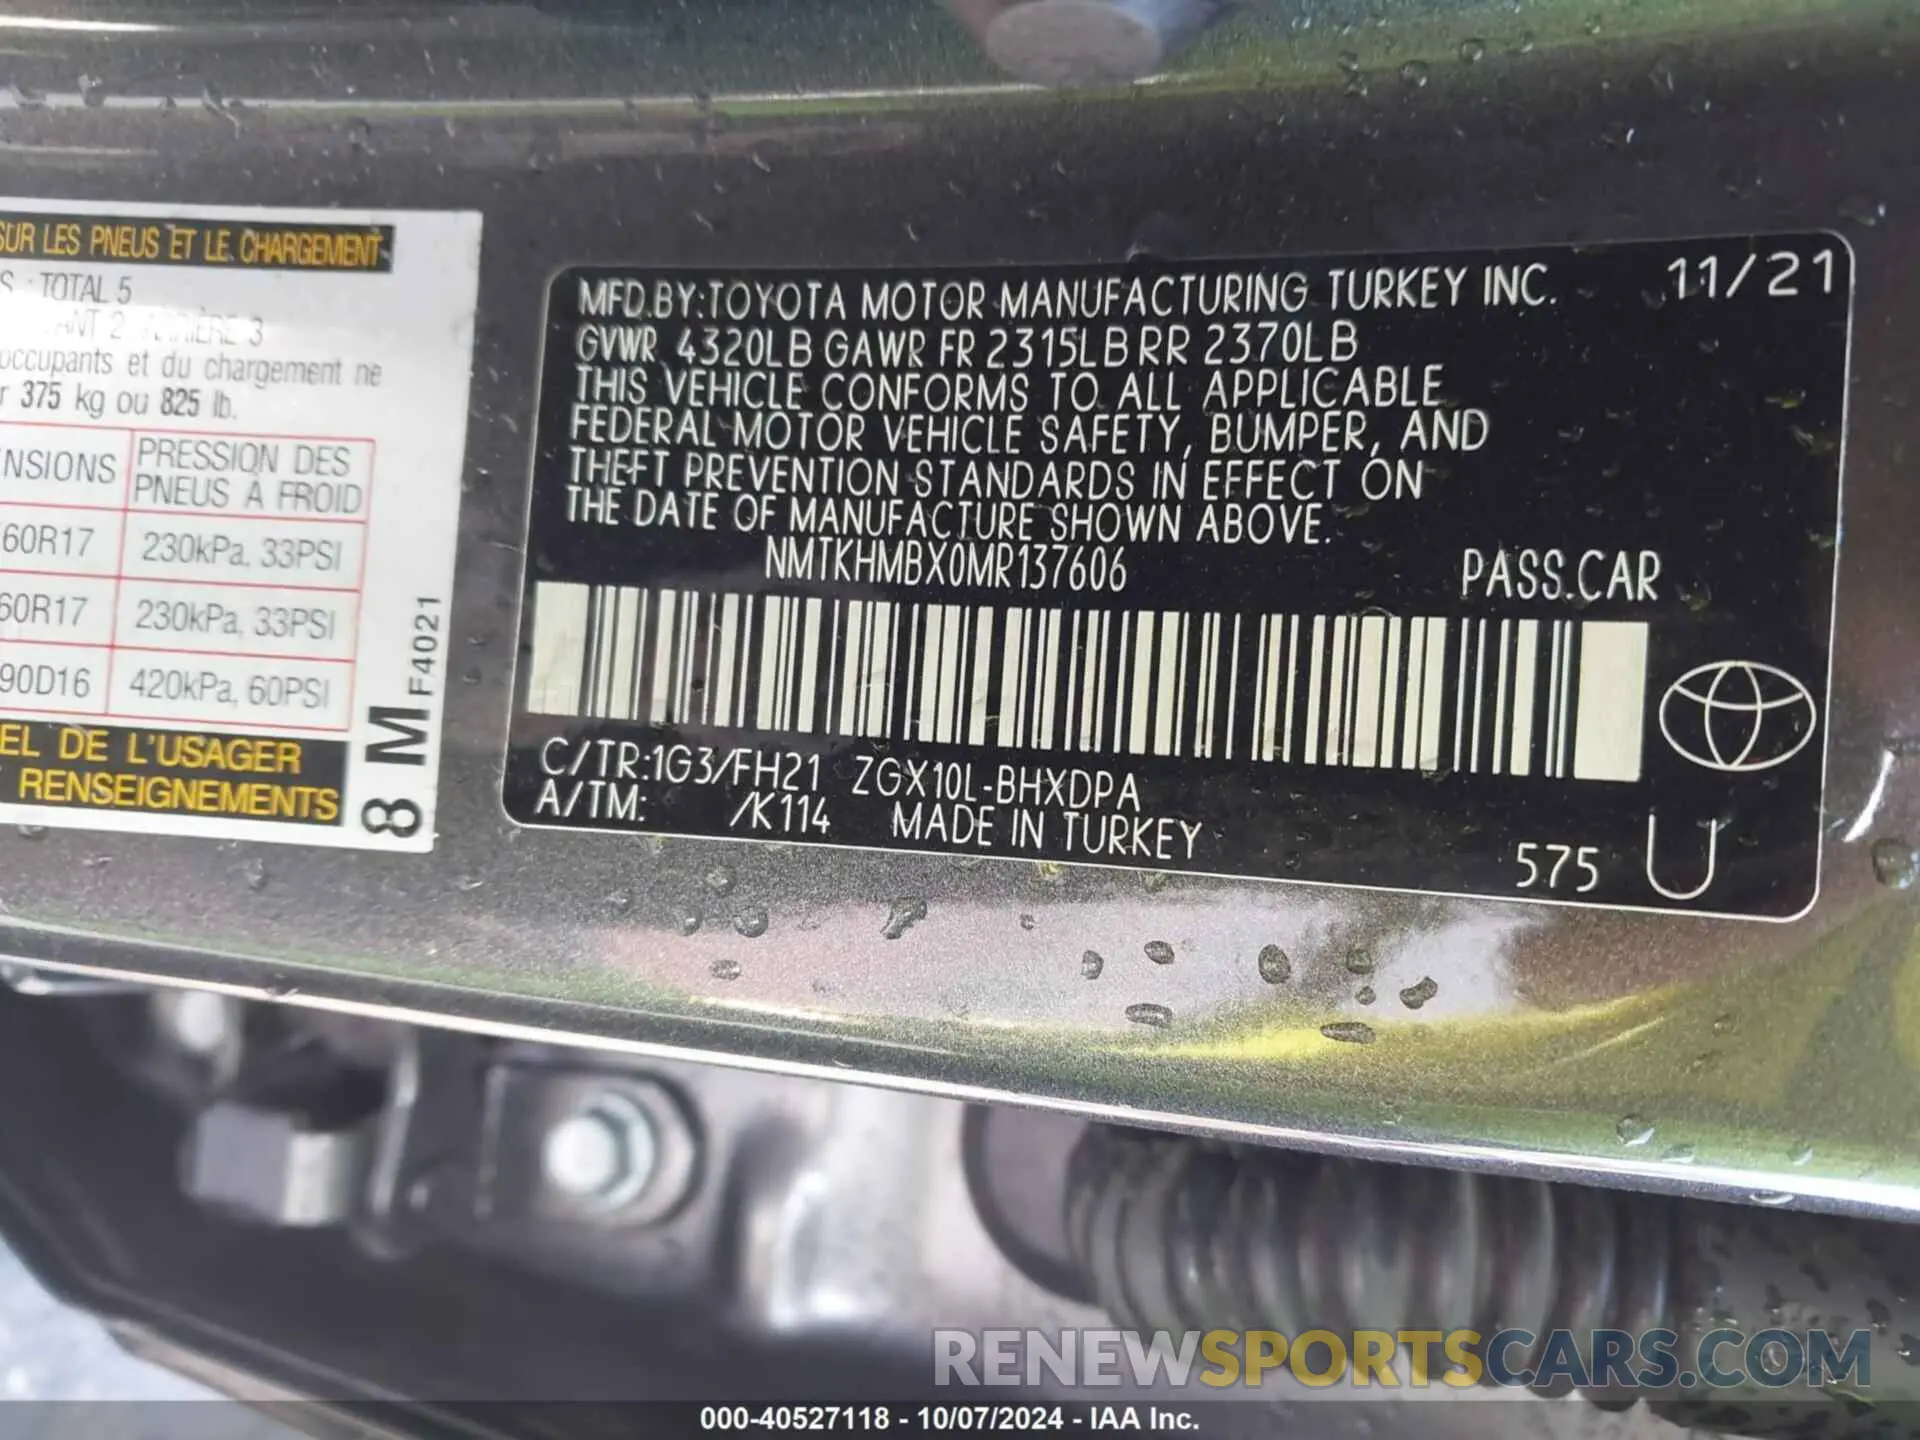 SUR LES PNEUS ET LE CHARGEMENT
TOTAL 5
2 ARRIÈRE 3
occupants et du chargement ne
375 kg ou 825 lb.
NSIONS PRESSION DES
PNEUS À FROID
60R17 230kPa, 33PSI
60R17 230kPa, 33PSI
90D16 420kPa, 60PSI
EL DE L'USAGER
RENSEIGNEMENTS
8 M F4021
MFD.BY:TOYOTA MOTOR MANUFACTURING TURKEY INC. 11/21
GVWR 4320LB GAWR FR 2315LB RR 2370LB
THIS VEHICLE CONFORMS TO ALL APPLICABLE
FEDERAL MOTOR VEHICLE SAFETY, BUMPER, AND
THEFT PREVENTION STANDARDS IN EFFECT ON
THE DATE OF MANUFACTURE SHOWN ABOVE.
NMTKHMBX0MR137606 PASS.CAR
C/TR:1G3/FH21 ZGX10L-BHXDPA
A/TM: /K114 MADE IN TURKEY
575 U
RENEWSPORTSCARS.COM
000-40527118 - 10/07/2024 - IAA Inc.